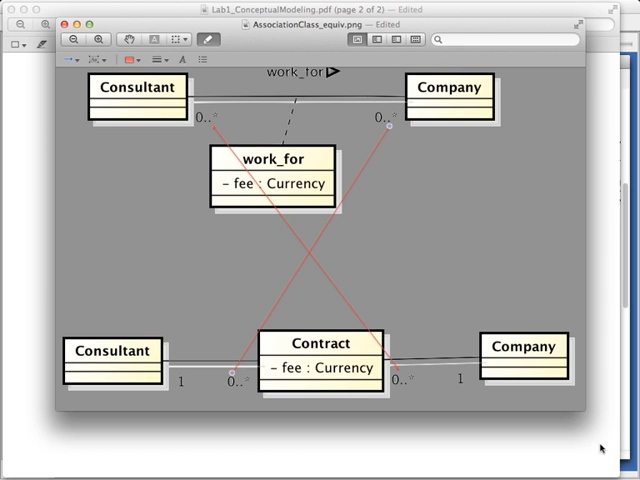 Lab1_ConceptualModeling.pdf (page 2 of 2) — Edited
AssociationClass_equiv.png — Edited
work_for
Consultant
Company
0..*
0..*
work_for
- fee : Currency
Consultant
Contract
Company
- fee : Currency
1
0..*
0..*
1